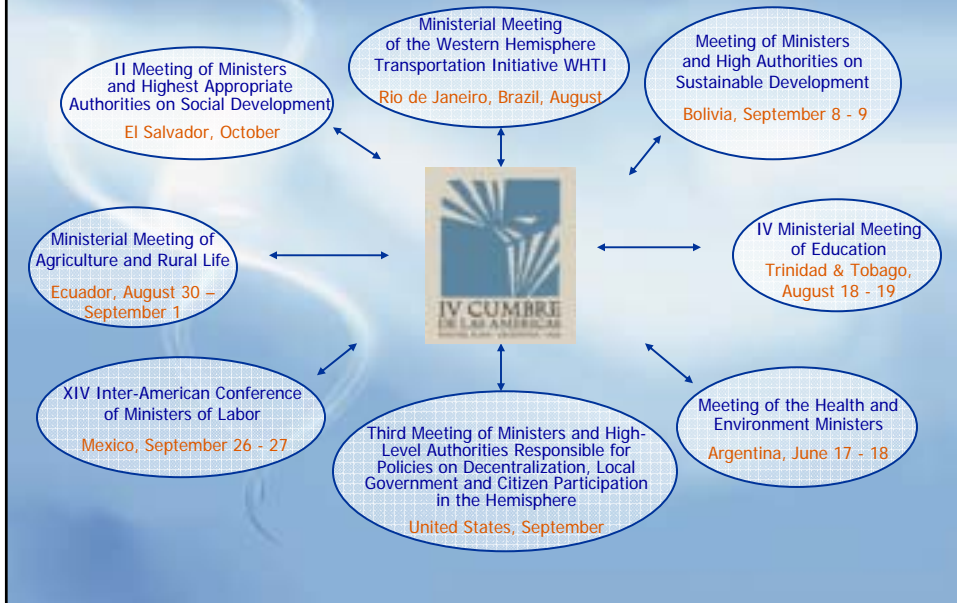 Ministerial Meeting
of the Western Hemisphere
Transportation Initiative WHTI
Rio de Janeiro, Brazil, August
Meeting of Ministers
and High Authorities on
Sustainable Development
Bolivia, September 8 - 9
II Meeting of Ministers
and Highest Appropriate
Authorities on Social Development
El Salvador, October
IV Ministerial Meeting
of Education
Trinidad & Tobago,
August 18 - 19
Ministerial Meeting of
Agriculture and Rural Life
Ecuador, August 30 –
September 1
IV CUMBRE
DE LAS AMERICAS
XIV Inter-American Conference
of Ministers of Labor
Mexico, September 26 - 27
Meeting of the Health and
Environment Ministers
Argentina, June 17 - 18
Third Meeting of Ministers and High-
Level Authorities Responsible for
Policies on Decentralization, Local
Government and Citizen Participation
in the Hemisphere
United States, September